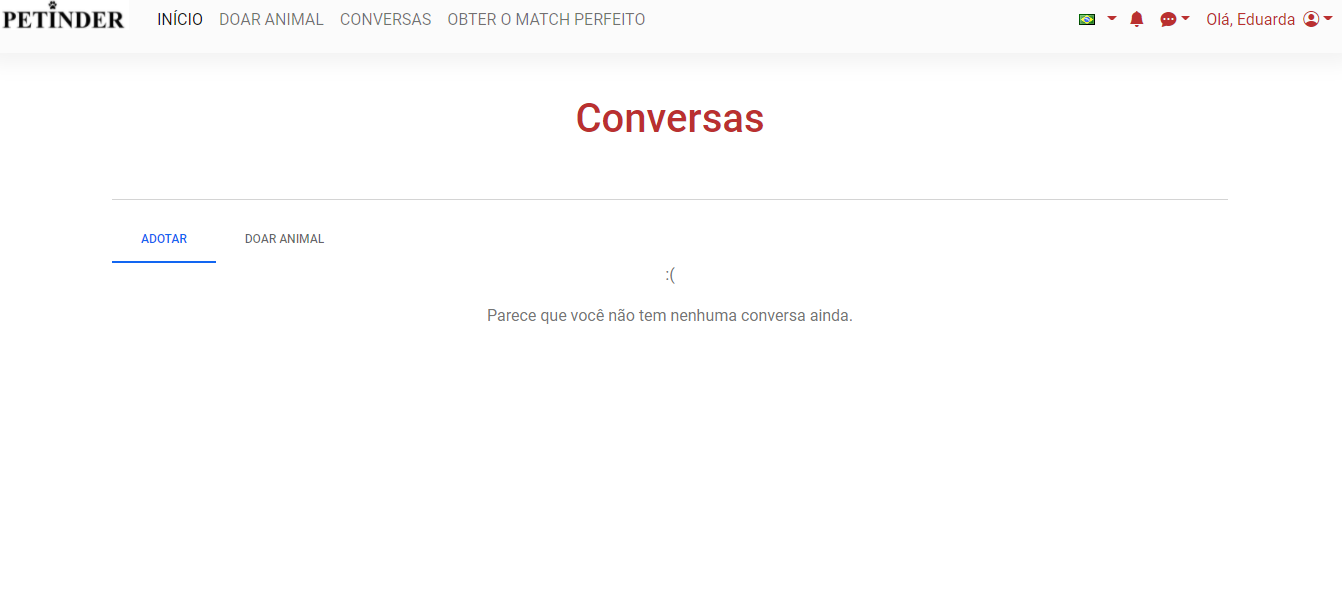 PETINDER INÍCIO DOAR ANIMAL CONVERSAS OBTER O MATCH PERFEITO Olá, Eduarda
Conversas
ADOTAR DOAR ANIMAL
:(
Parece que você não tem nenhuma conversa ainda.